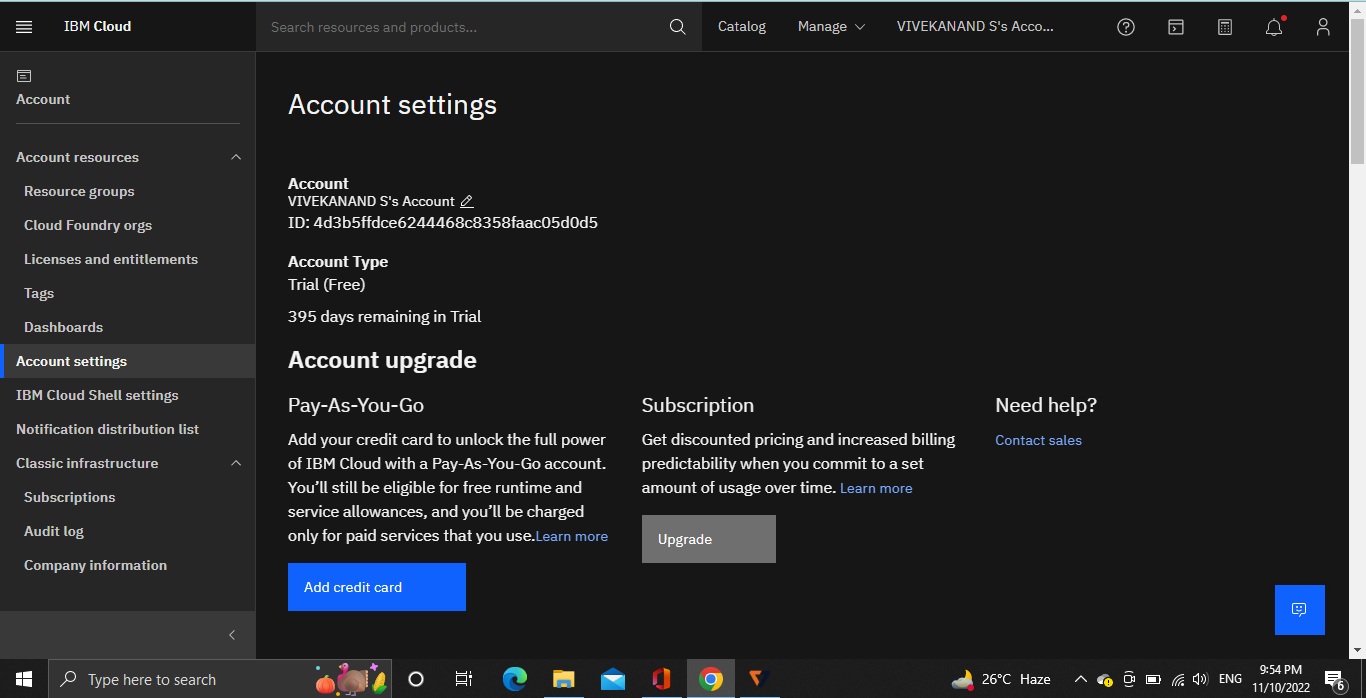 IBM Cloud
Search resources and products...
Catalog
Manage
VIVEKANAND S's Acco...
Account
Account resources
Resource groups
Cloud Foundry orgs
Licenses and entitlements
Tags
Dashboards
Account settings
IBM Cloud Shell settings
Notification distribution list
Classic infrastructure
Subscriptions
Audit log
Company information
Account settings
Account
VIVEKANAND S's Account
ID: 4d3b5ffdce6244468c8358faac05d0d5
Account Type
Trial (Free)
395 days remaining in Trial
Account upgrade
Pay-As-You-Go
Add your credit card to unlock the full power
of IBM Cloud with a Pay-As-You-Go account.
You’ll still be eligible for free runtime and
service allowances, and you’ll be charged
only for paid services that you use.Learn more
Add credit card
Subscription
Get discounted pricing and increased billing
predictability when you commit to a set
amount of usage over time. Learn more
Upgrade
Need help?
Contact sales
Type here to search
26°C Haze
ENG
9:54 PM
11/10/2022
6